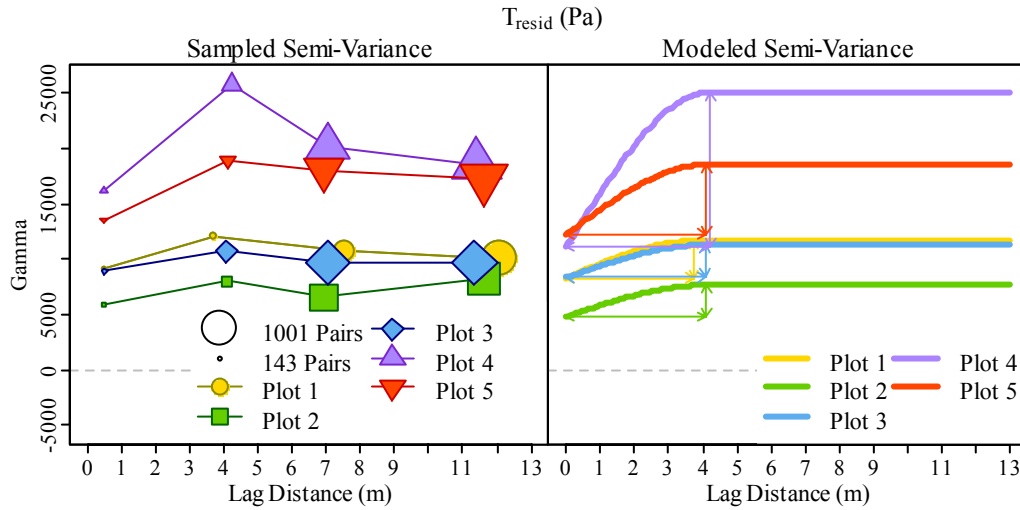 T_resid (Pa)
Sampled Semi-Variance
Modeled Semi-Variance
Gamma
25000
15000
5000
0
-5000
1001 Pairs
143 Pairs
Plot 1
Plot 2
Plot 3
Plot 4
Plot 5
Plot 1
Plot 2
Plot 3
Plot 4
Plot 5
0 1 2 3 4 5 6 7 8 9 11 13
Lag Distance (m)
0 1 2 3 4 5 6 7 8 9 11 13
Lag Distance (m)